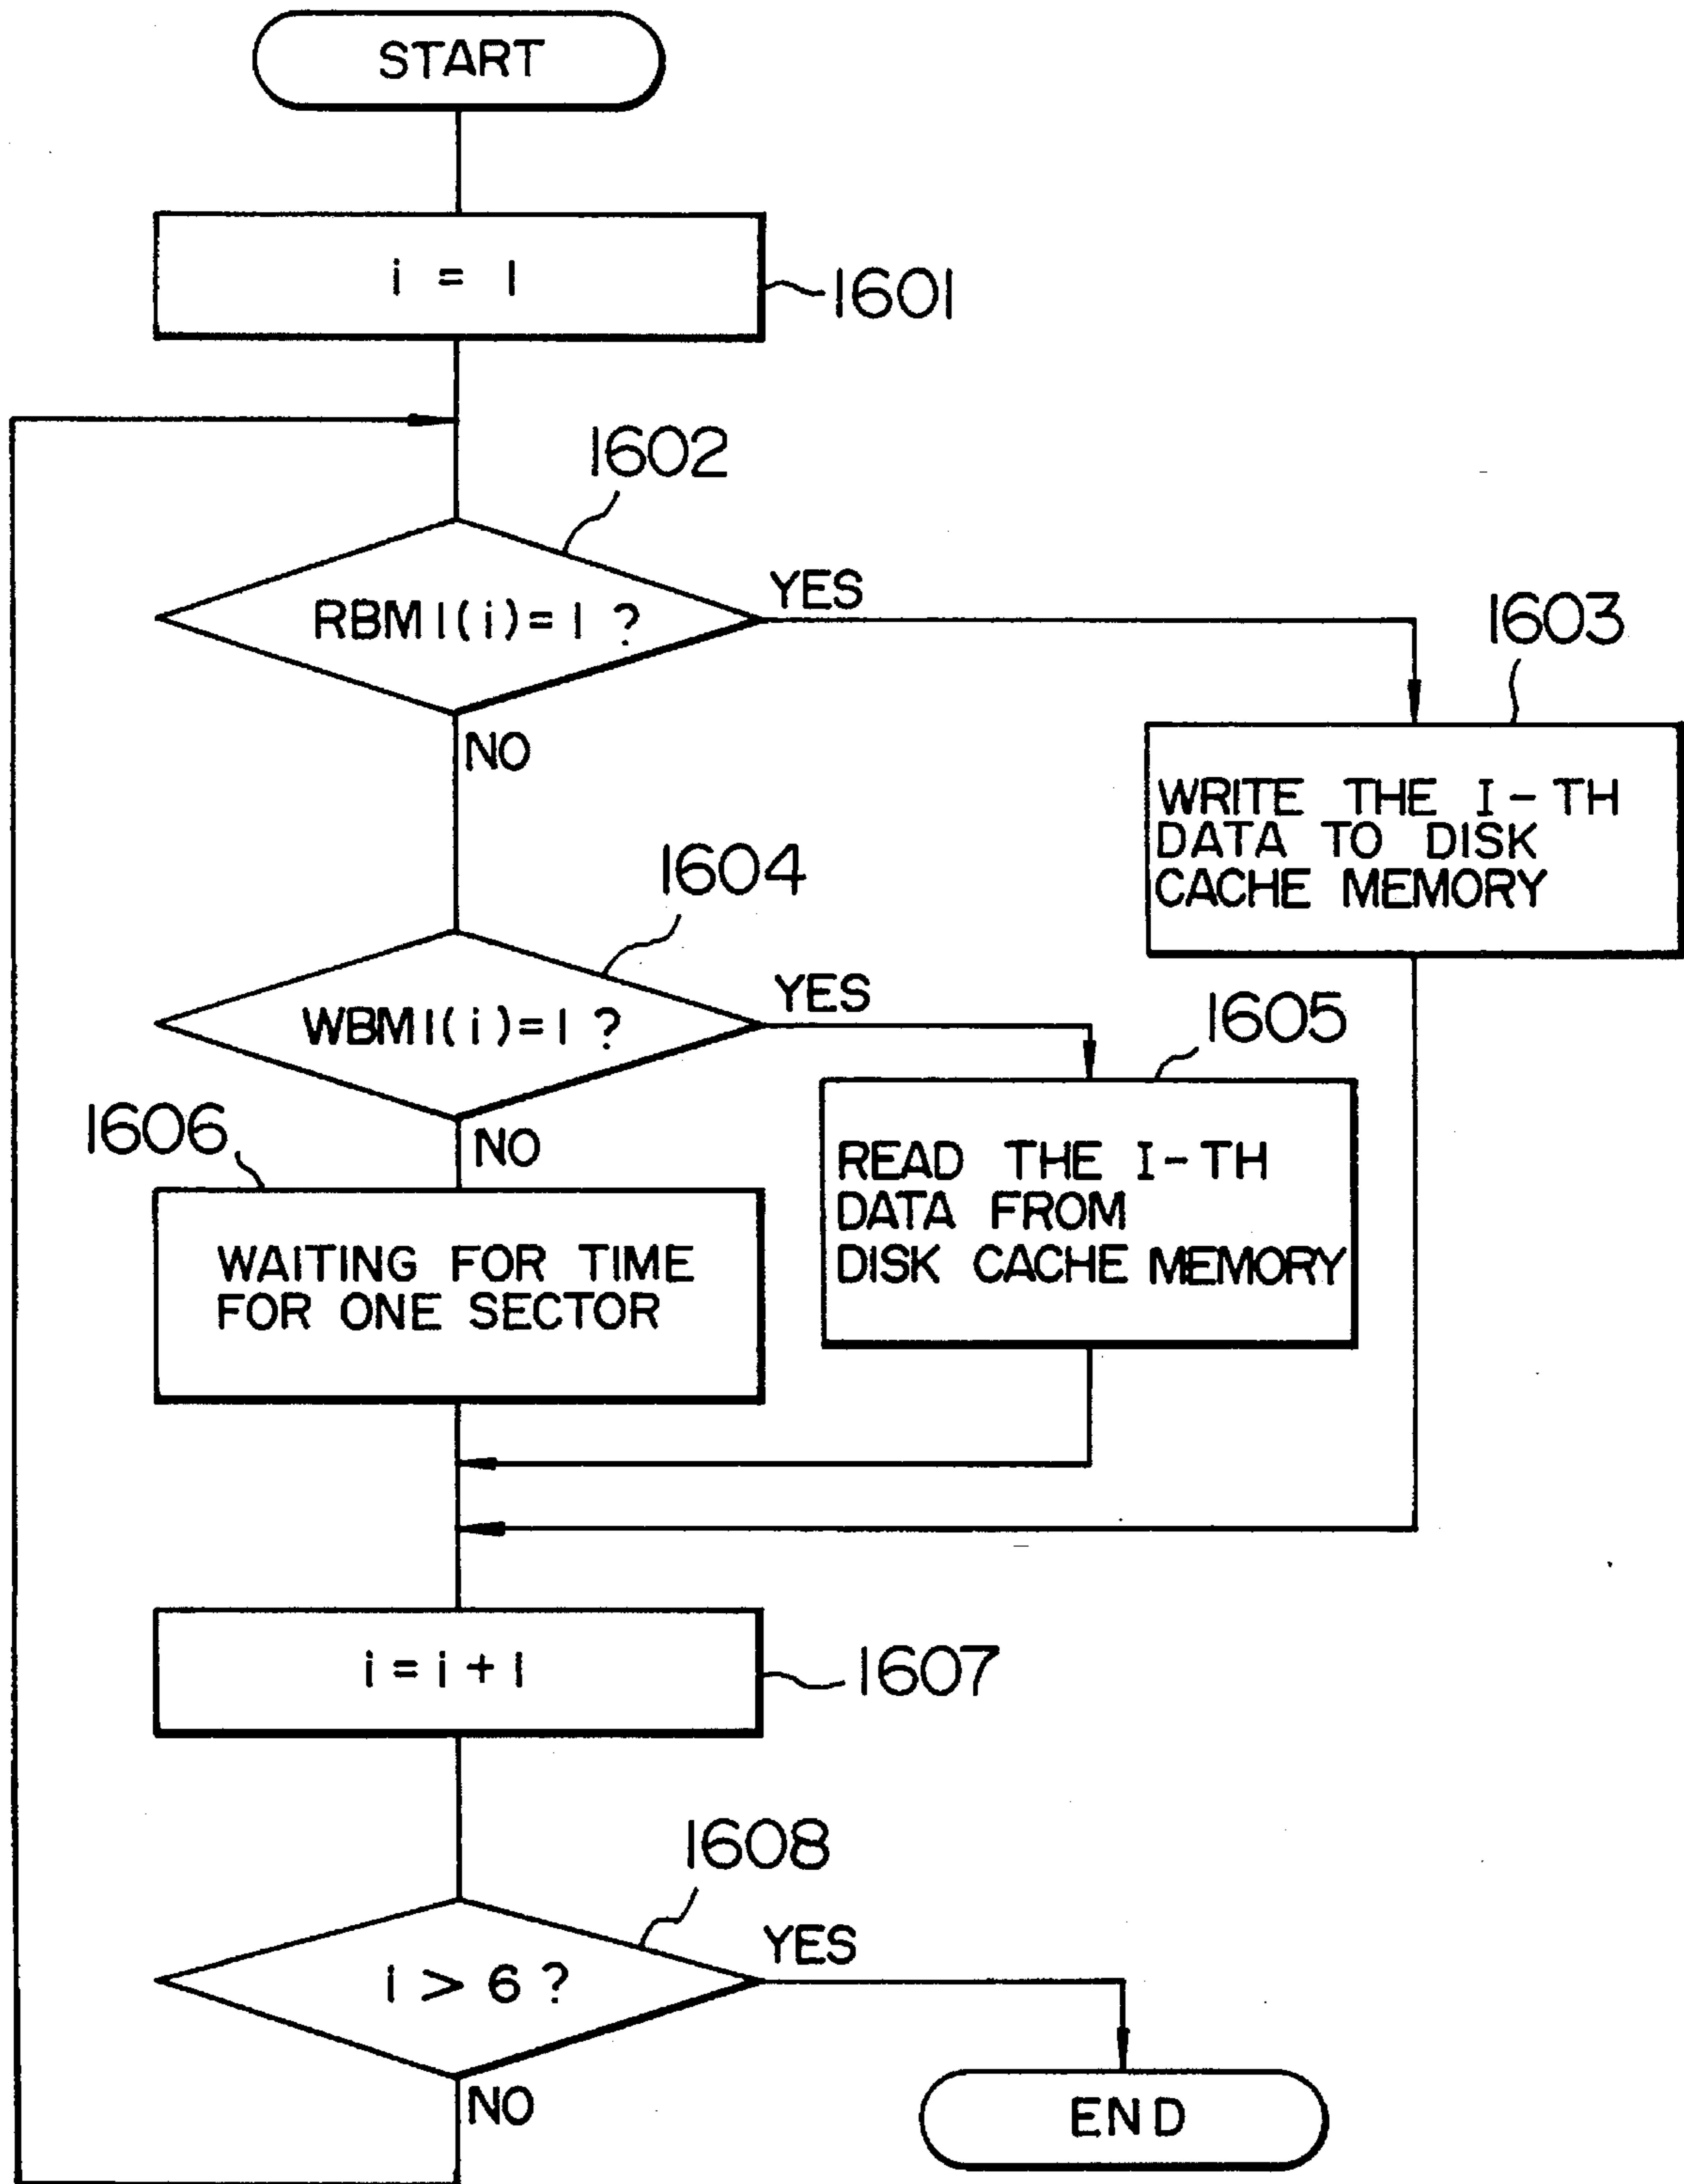 START
i = 1
1601
1602
RBM1(i)=1 ?
YES
NO
1603
WRITE THE I-TH
DATA TO DISK
CACHE MEMORY
1604
WBM1(i)=1 ?
YES
NO
1605
READ THE I-TH
DATA FROM
DISK CACHE MEMORY
1606
WAITING FOR TIME
FOR ONE SECTOR
i = i + 1
1607
1608
i > 6 ?
YES
NO
END